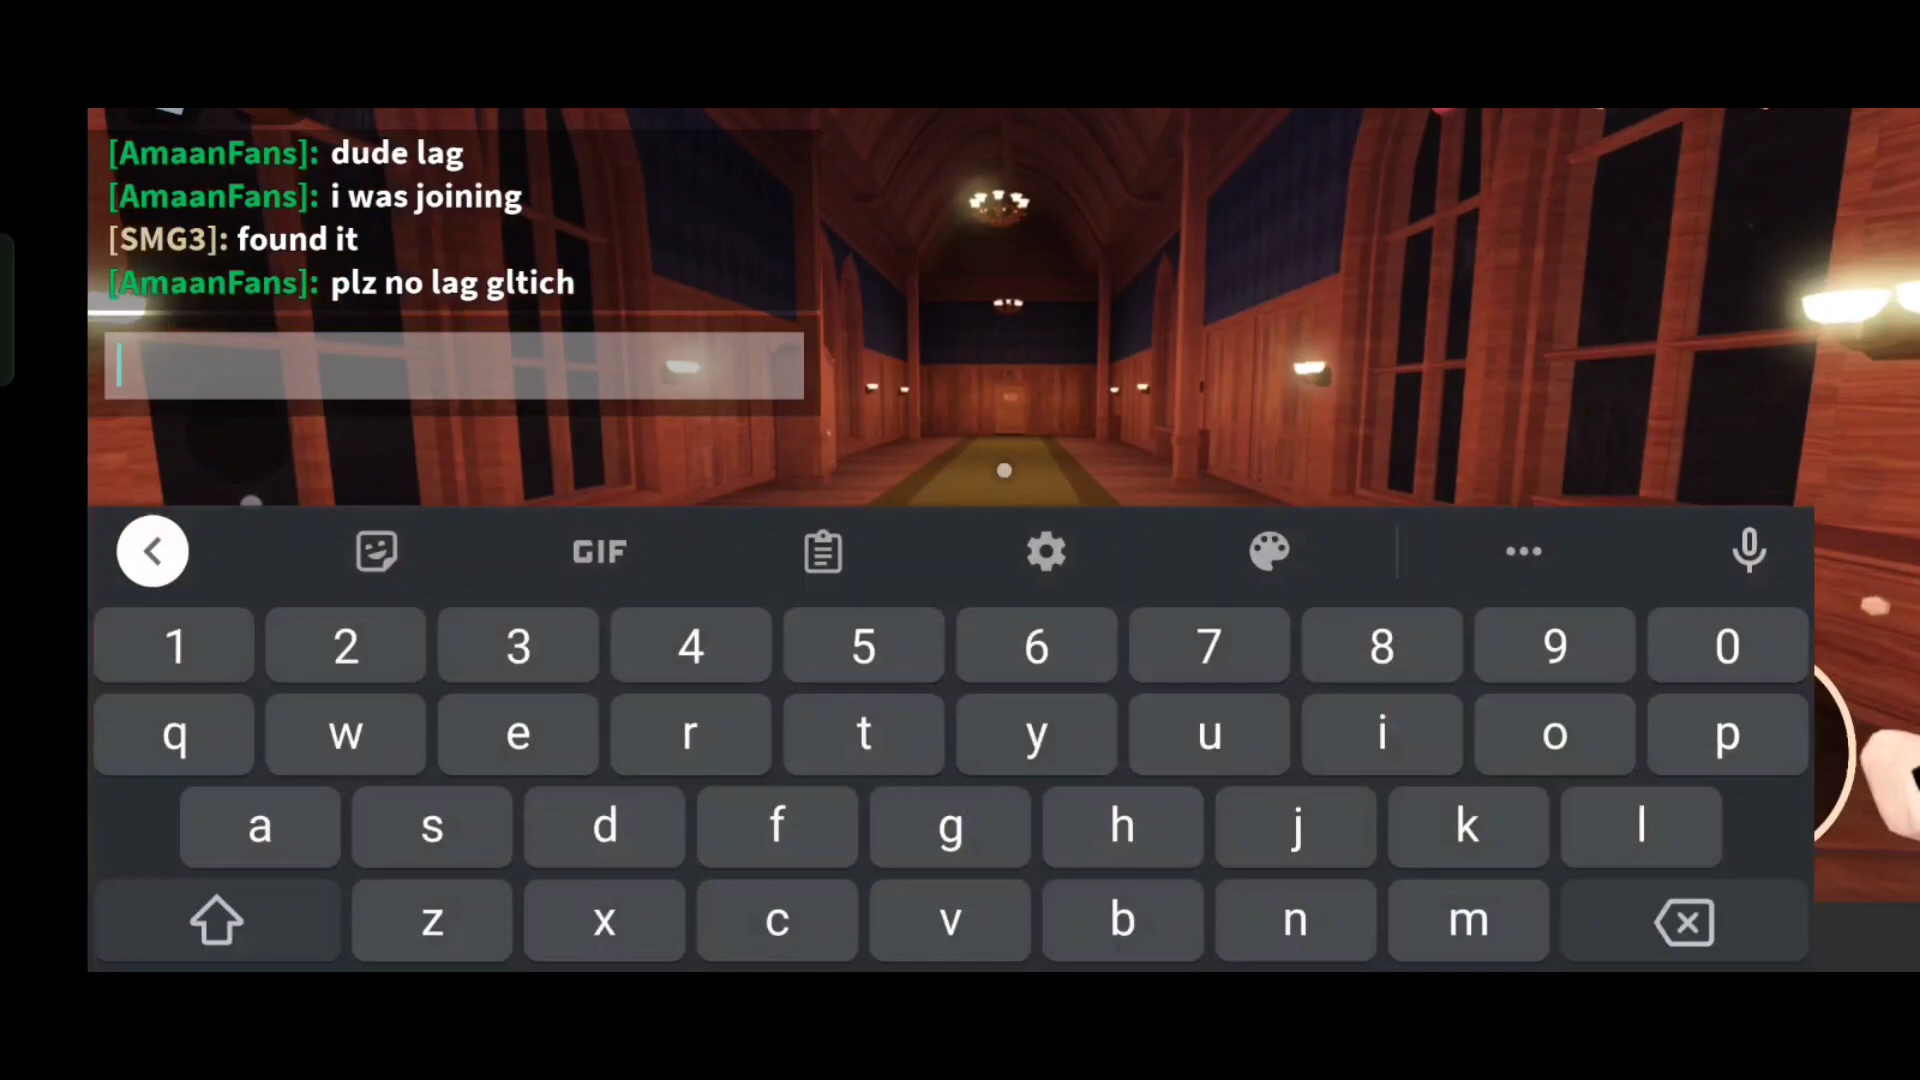 [AmaanFans]: dude lag
[AmaanFans]: i was joining
[SMG3]: found it
[AmaanFans]: plz no lag gltich
GIF
1 2 3 4 5 6 7 8 9 0
q w e r t y u i o p
a s d f g h j k l
z x c v b n m